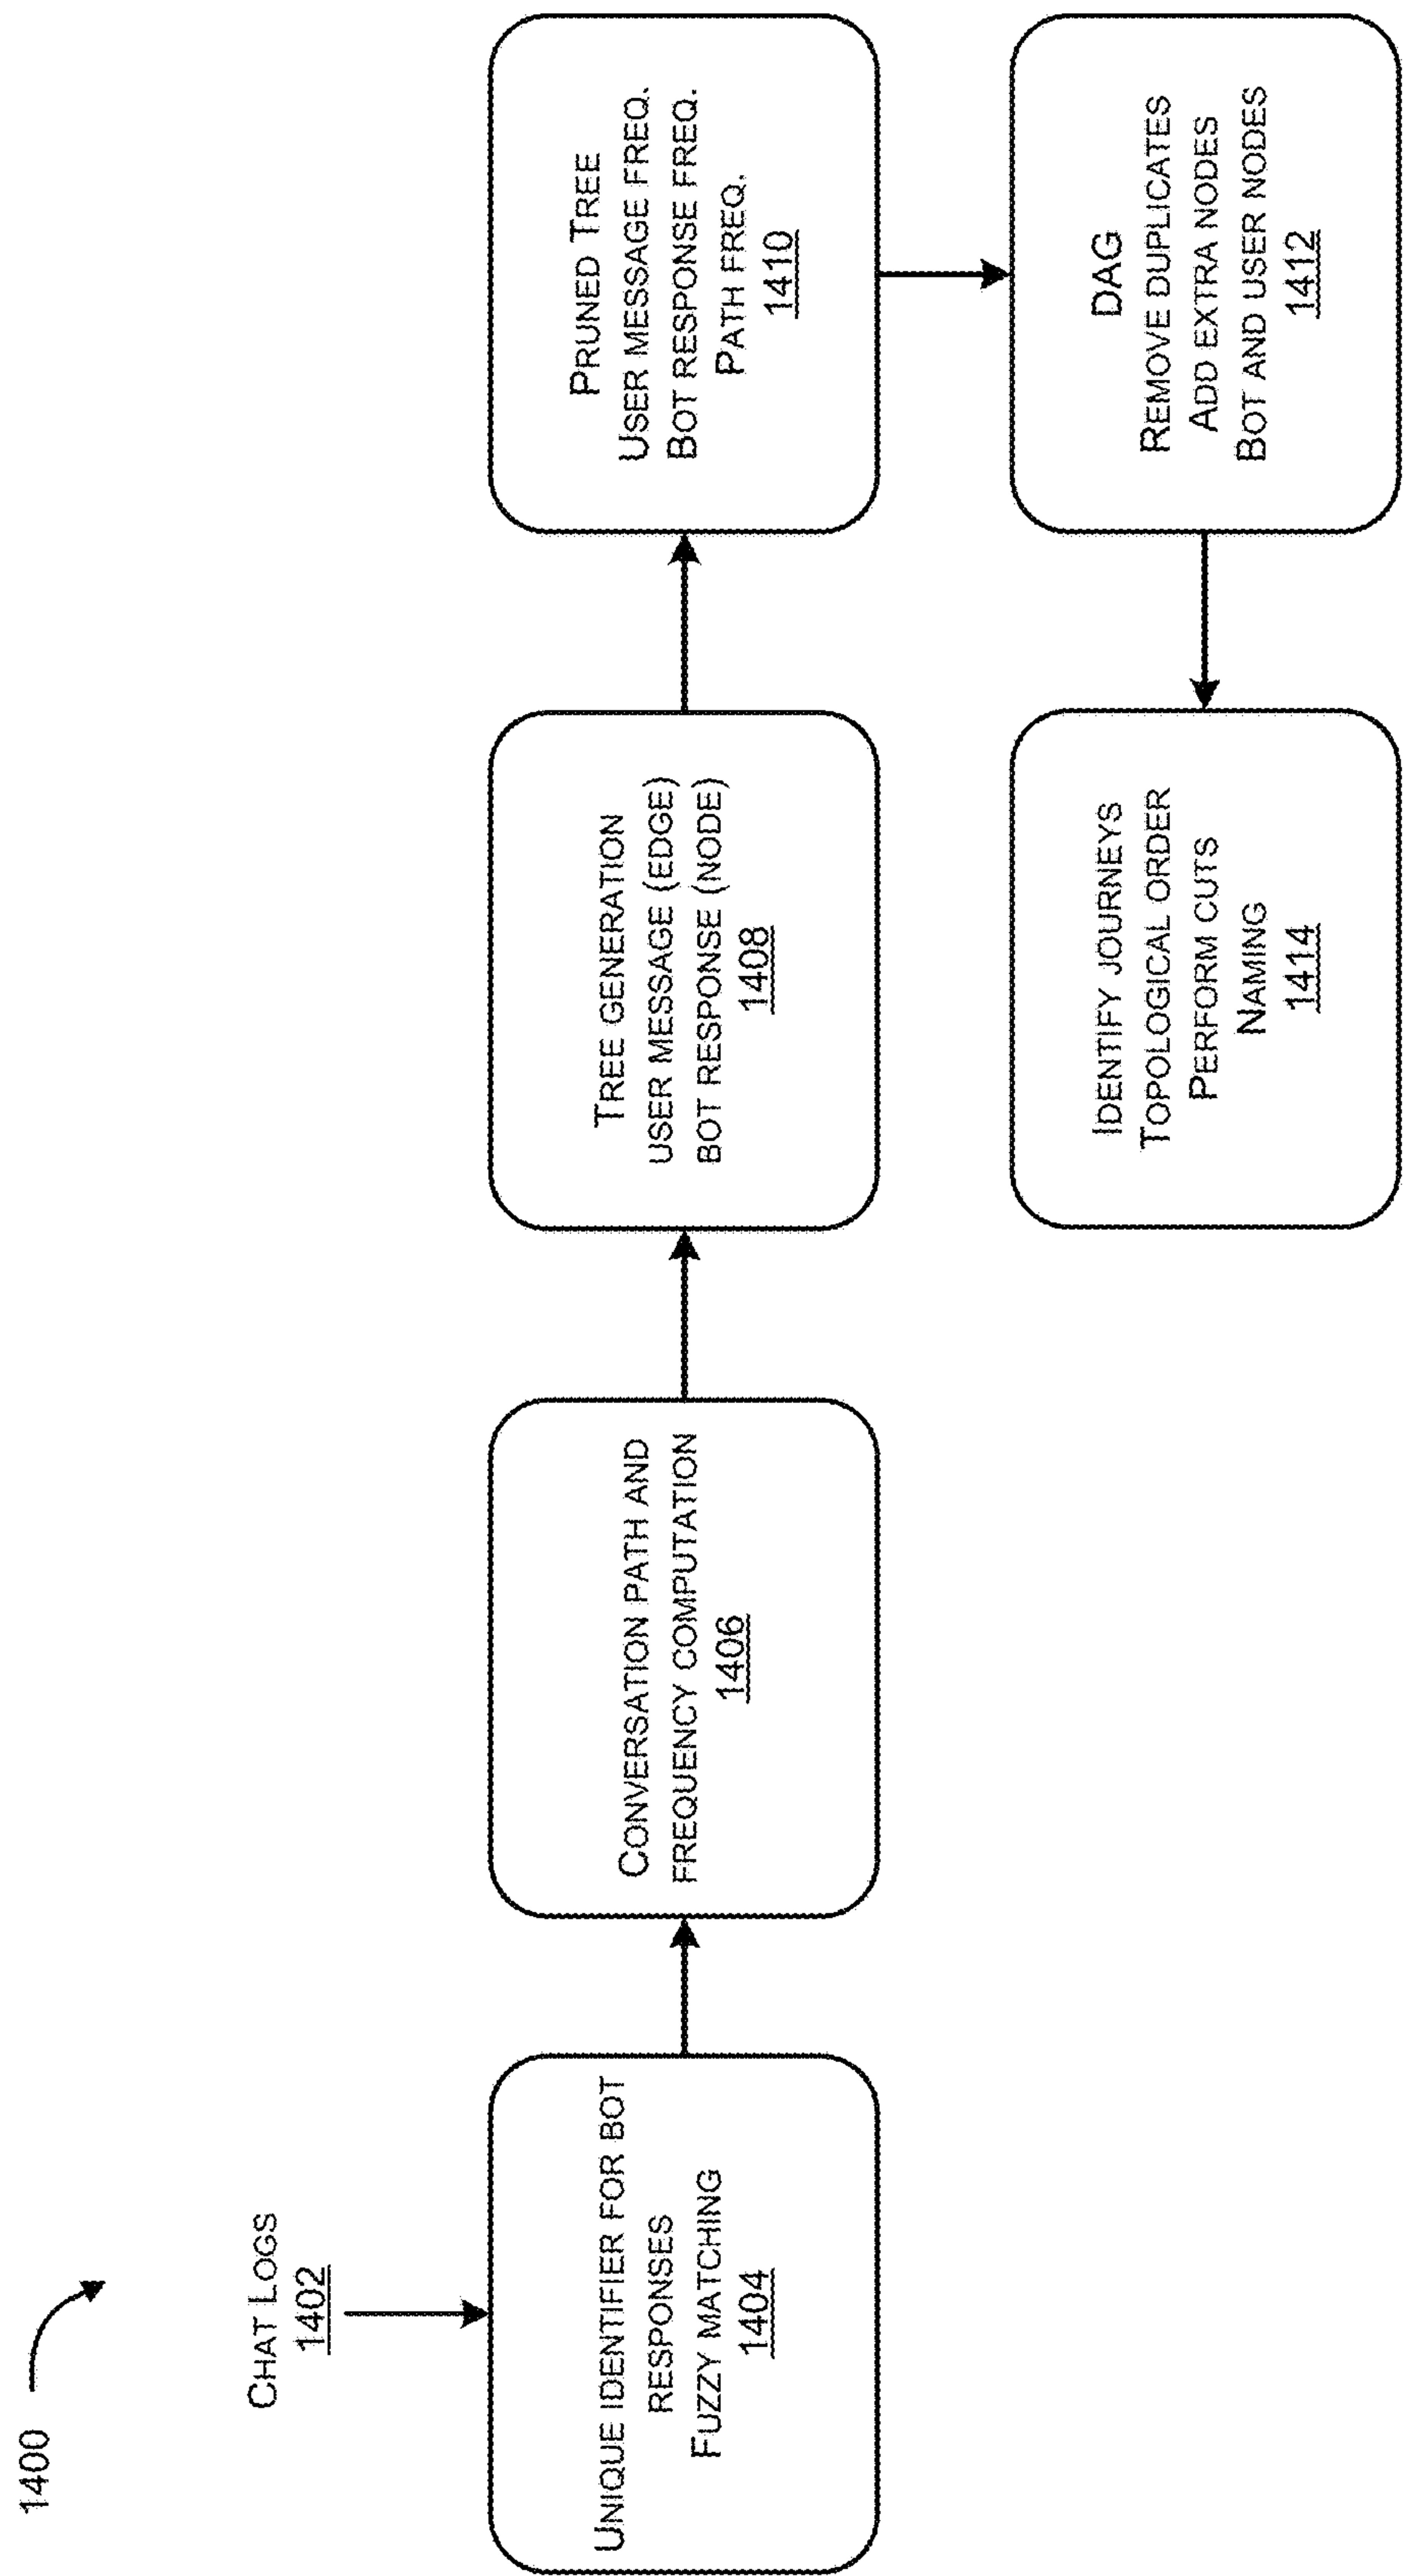 1400
CHAT LOGS
1402
UNIQUE IDENTIFIER FOR BOT
RESPONSES
FUZZY MATCHING
1404
CONVERSATION PATH AND
FREQUENCY COMPUTATION
1406
TREE GENERATION
USER MESSAGE (EDGE)
BOT RESPONSE (NODE)
1408
PRUNED TREE
USER MESSAGE FREQ.
BOT RESPONSE FREQ.
PATH FREQ.
1410
DAG
REMOVE DUPLICATES
ADD EXTRA NODES
BOT AND USER NODES
1412
IDENTIFY JOURNEYS
TOPOLOGICAL ORDER
PERFORM CUTS
NAMING
1414